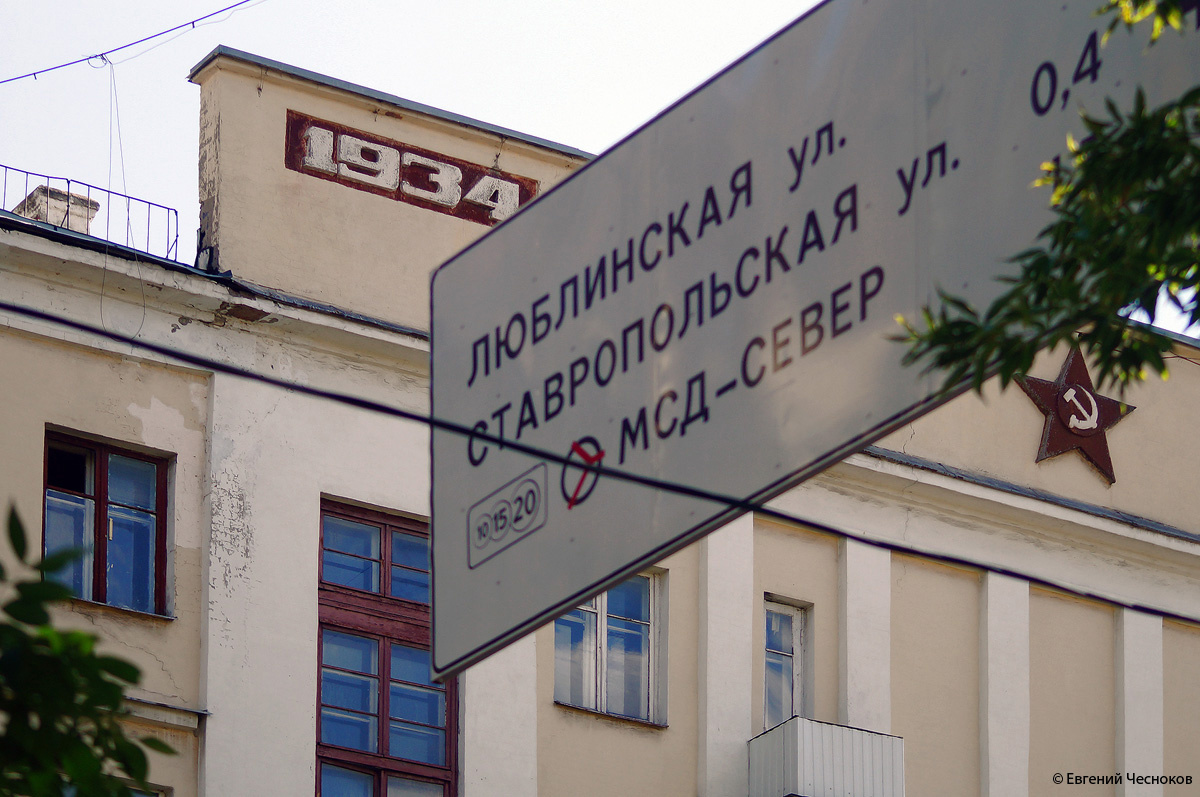 1934
ЛЮБЛИНСКАЯ ул. 0,4
СТАВРОПОЛЬСКАЯ ул.
МСД-СЕВЕР
10 15 20
© Евгений Чесноков